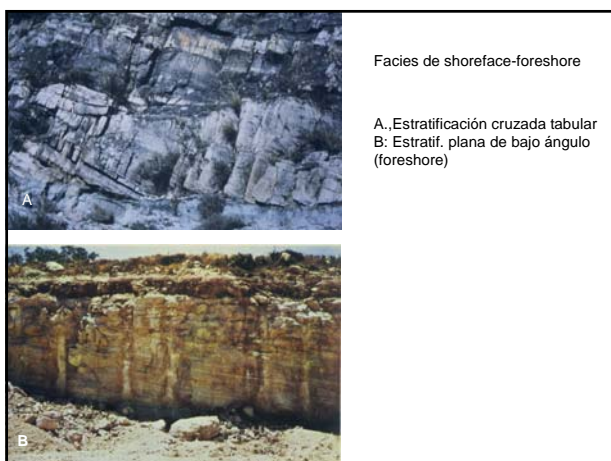 Facies de shoreface-foreshore
A.,Estratificación cruzada tabular
B: Estratif. plana de bajo ángulo
(foreshore)
A
A
B